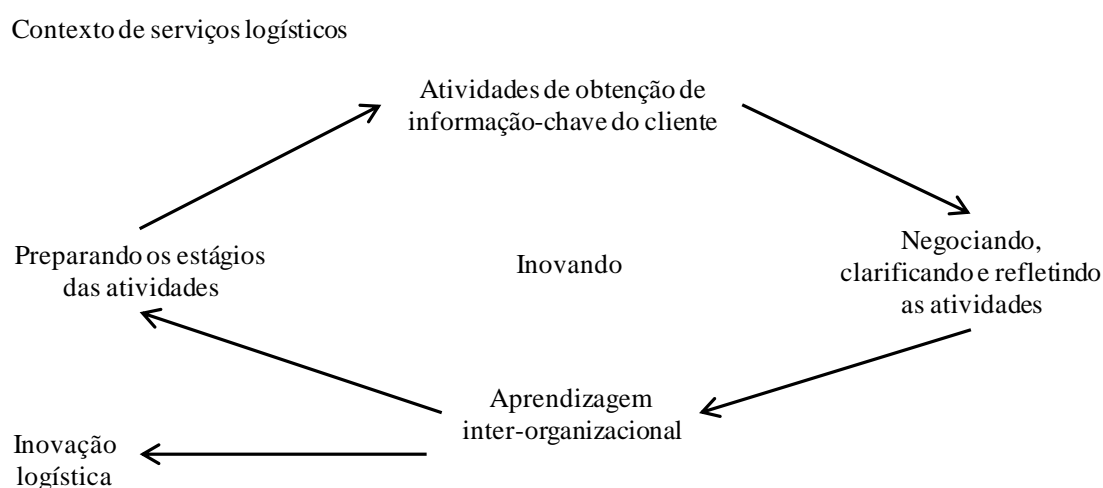 Contexto de serviços logísticos
Atividades de obtenção de
informação-chave do cliente
Preparando os estágios
das atividades
Inovando
Negociando,
clarificando e refletindo
as atividades
Aprendizagem
inter-organizacional
Inovação
logística